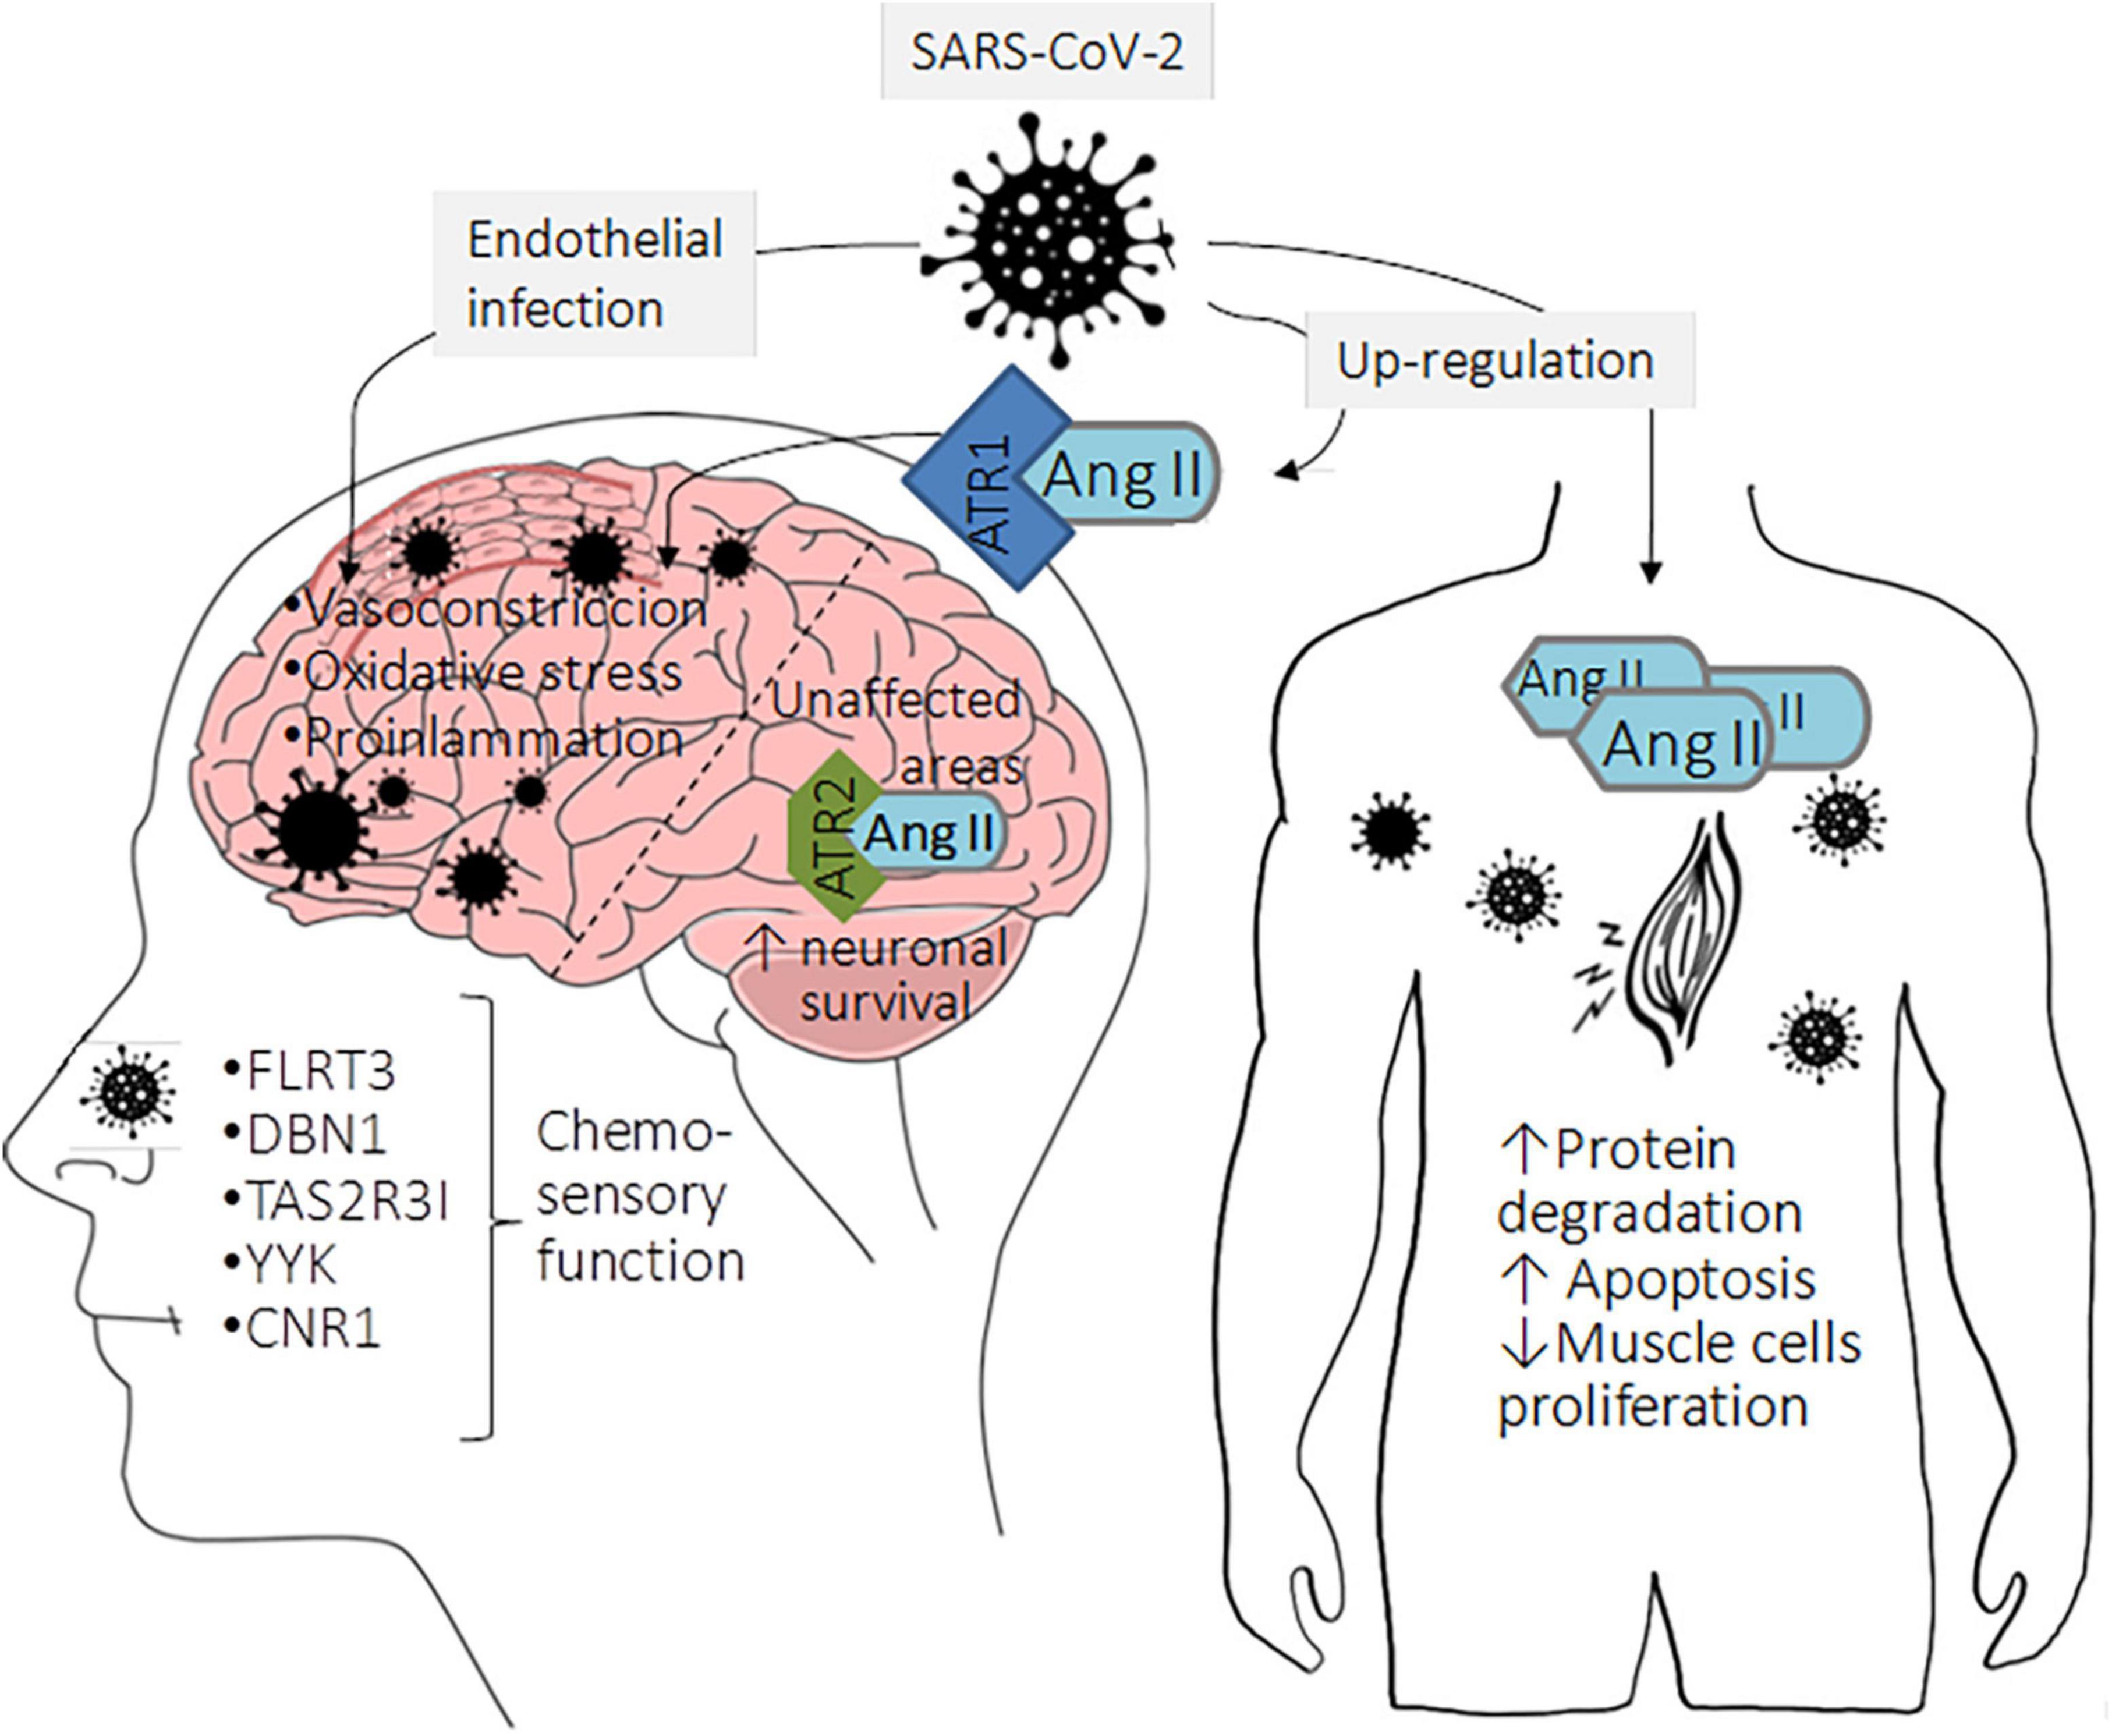 SARS-CoV-2
Endothelial
infection
Up-regulation
ATR1
Ang II
•Vasoconstriccion
•Oxidative stress
•Proinlammation
Unaffected
areas
ATR2
Ang II
↑ neuronal
survival
•FLRT3
•DBN1
•TAS2R3I
•YYK
•CNR1
Chemo-
sensory
function
Ang II
II
Ang II
↑Protein
degradation
↑ Apoptosis
↓Muscle cells
proliferation